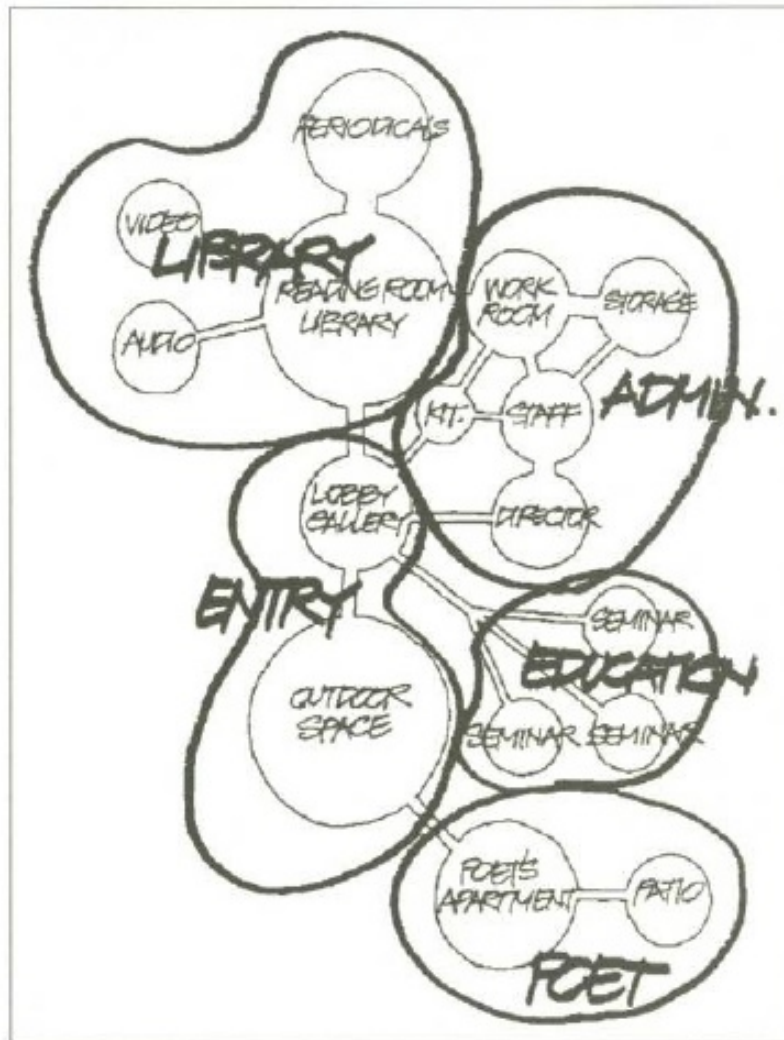 PERIODICALS
VIDEO
LIBRARY
READING ROOM
LIBRARY
AUDIO
WORK
ROOM
STORAGE
ADMIN.
KIT.
STAFF
LOBBY
GALLERY
DIRECTOR
ENTRY
SEMINAR
EDUCATION
OUTDOOR
SPACE
SEMINAR
SEMINAR
POET'S
APARTMENT
PATIO
POET